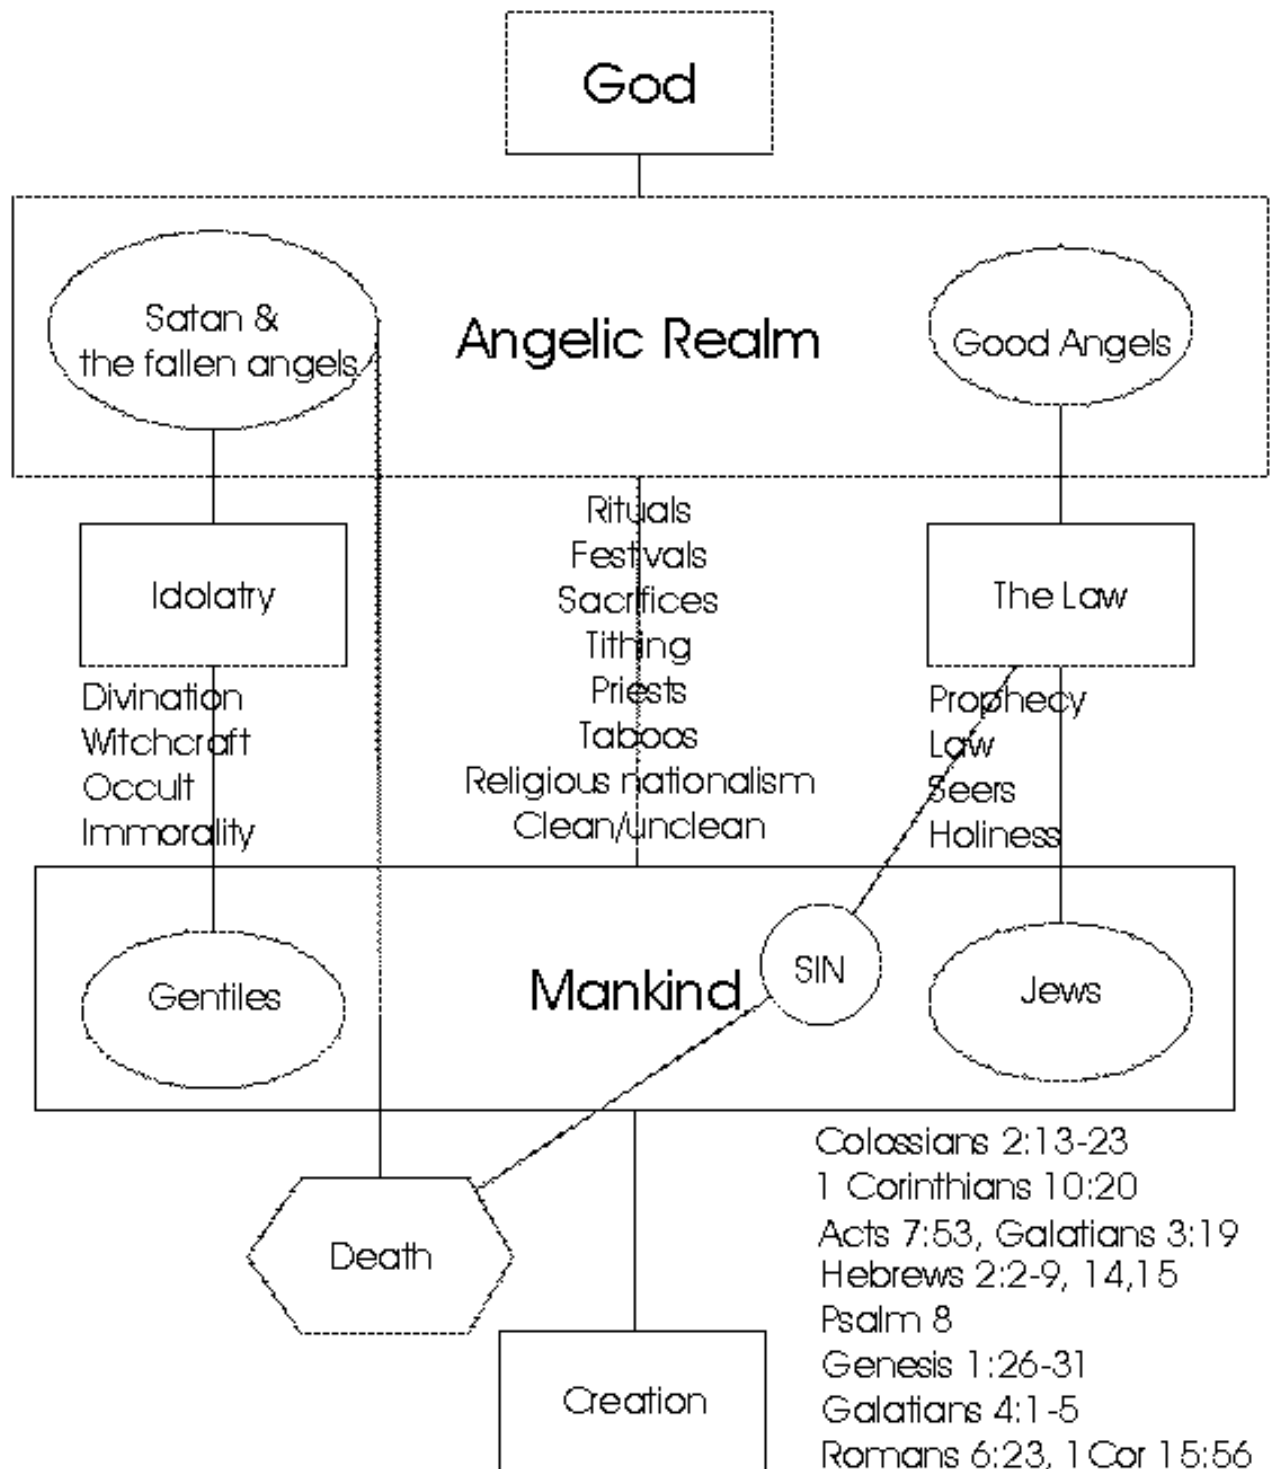 God
Satan &
the fallen angels
Angelic Realm
Good Angels
Idolatry
Rituals
Festivals
Sacrifices
Tithing
Priests
Taboos
Religious nationalism
Clean/unclean
The Law
Divination
Witchcraft
Occult
Immorality
Prophecy
Law
Seers
Holiness
Gentiles
Mankind
SIN
Jews
Death
Creation
Colossians 2:13-23
1 Corinthians 10:20
Acts 7:53, Galatians 3:19
Hebrews 2:2-9, 14,15
Psalm 8
Genesis 1:26-31
Galatians 4:1-5
Romans 6:23, 1Cor 15:56